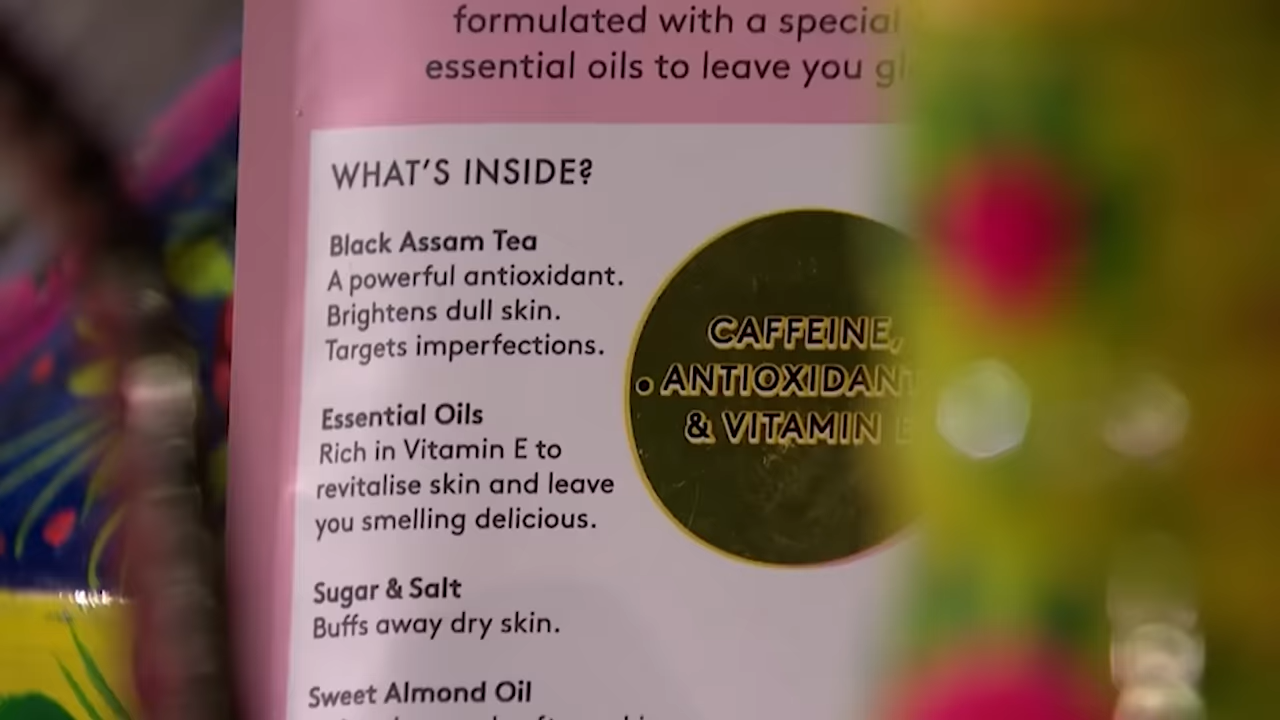 formulated with a special
essential oils to leave you
WHAT'S INSIDE?
Black Assam Tea
A powerful antioxidant.
Brightens dull skin.
Targets imperfections.
Essential Oils
Rich in Vitamin E to
revitalise skin and leave
you smelling delicious.
Sugar & Salt
Buffs away dry skin.
Sweet Almond Oil
CAFFEINE,
ANTIOXIDANT
& VITAMIN E